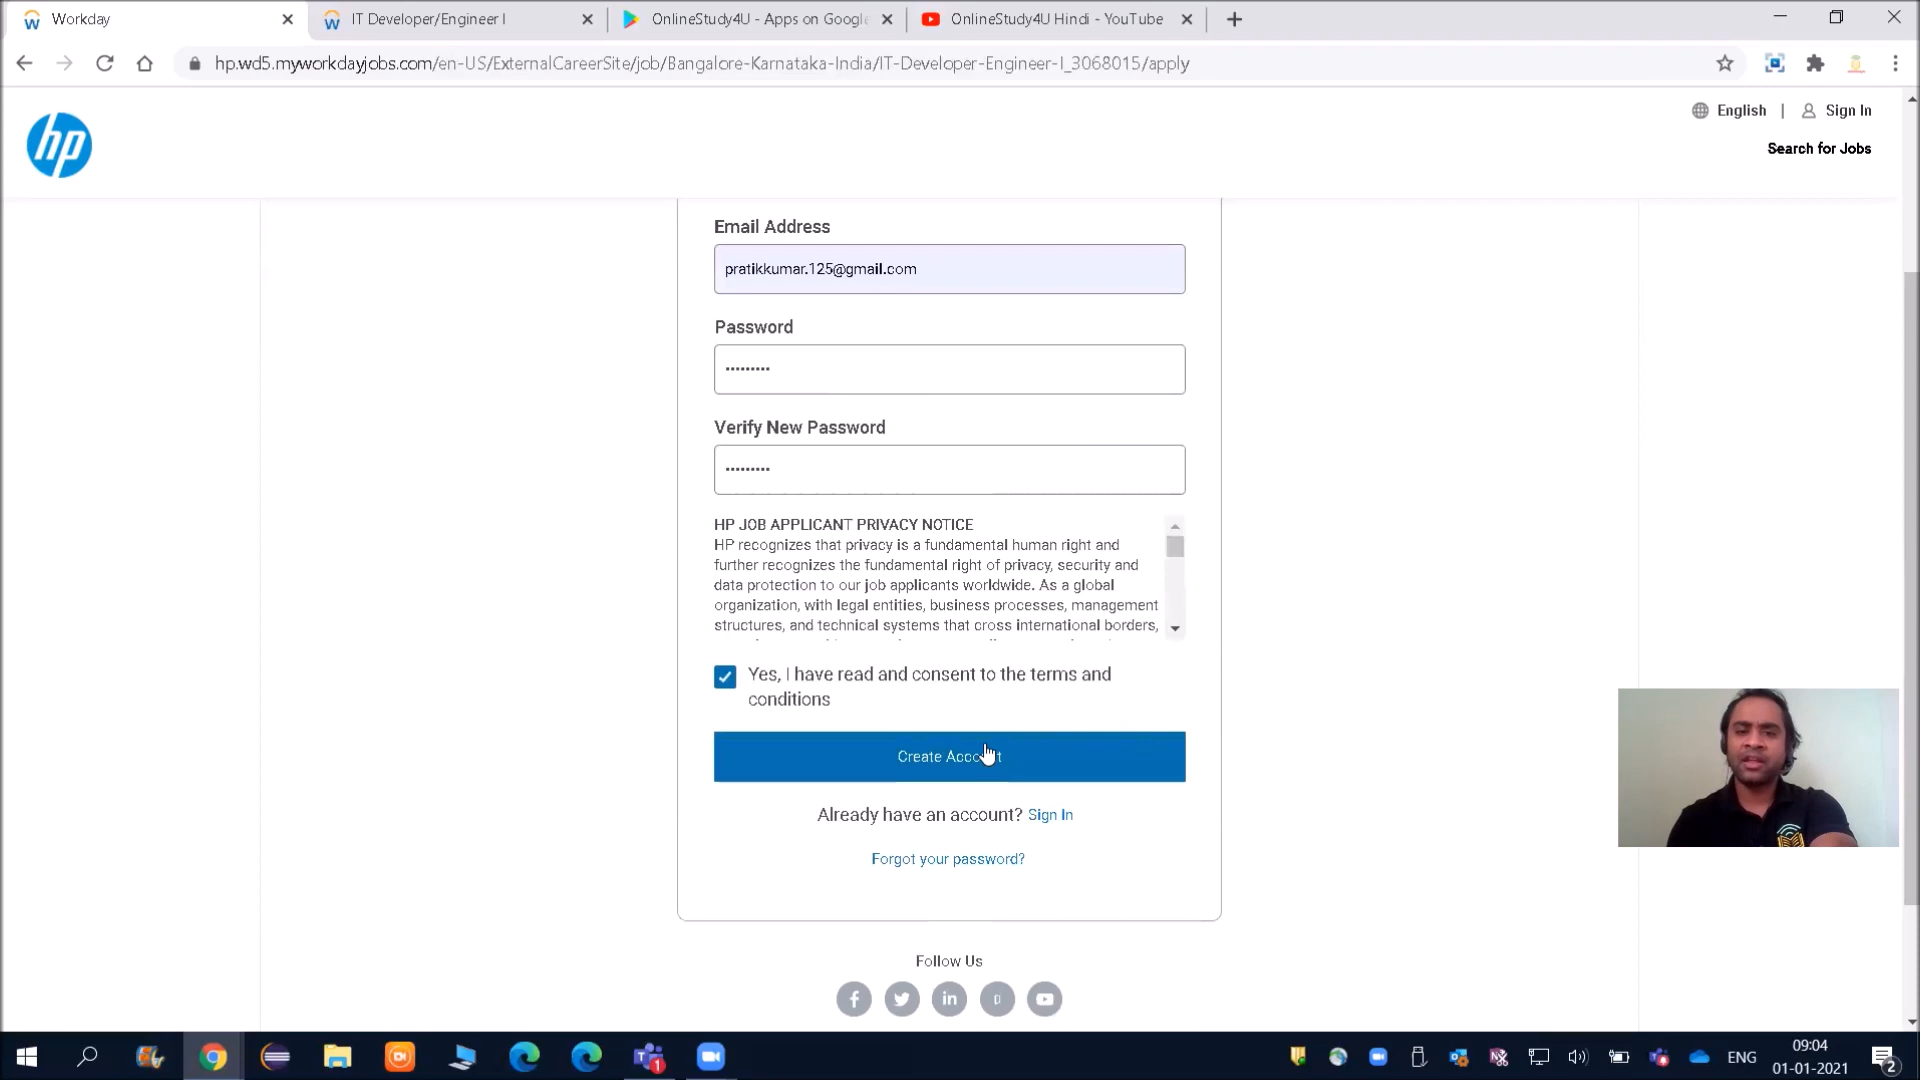 Workday
IT Developer/Engineer I
OnlineStudy4U - Apps on Google
OnlineStudy4U Hindi - YouTube
hp.wd5.myworkdayjobs.com/en-US/ExternalCareerSite/job/Bangalore-Karnataka-India/IT-Developer-Engineer-I_3068015/apply
hp
English | Sign In
Search for Jobs
Email Address
pratikkumar.125@gmail.com
Password
•••••••••
Verify New Password
•••••••••
HP JOB APPLICANT PRIVACY NOTICE
HP recognizes that privacy is a fundamental human right and
further recognizes the fundamental right of privacy, security and
data protection to our job applicants worldwide. As a global
organization, with legal entities, business processes, management
structures, and technical systems that cross international borders,
Yes, I have read and consent to the terms and
conditions
Create Account
Already have an account? Sign In
Forgot your password?
Follow Us
ENG
09:04
01-01-2021
1
2